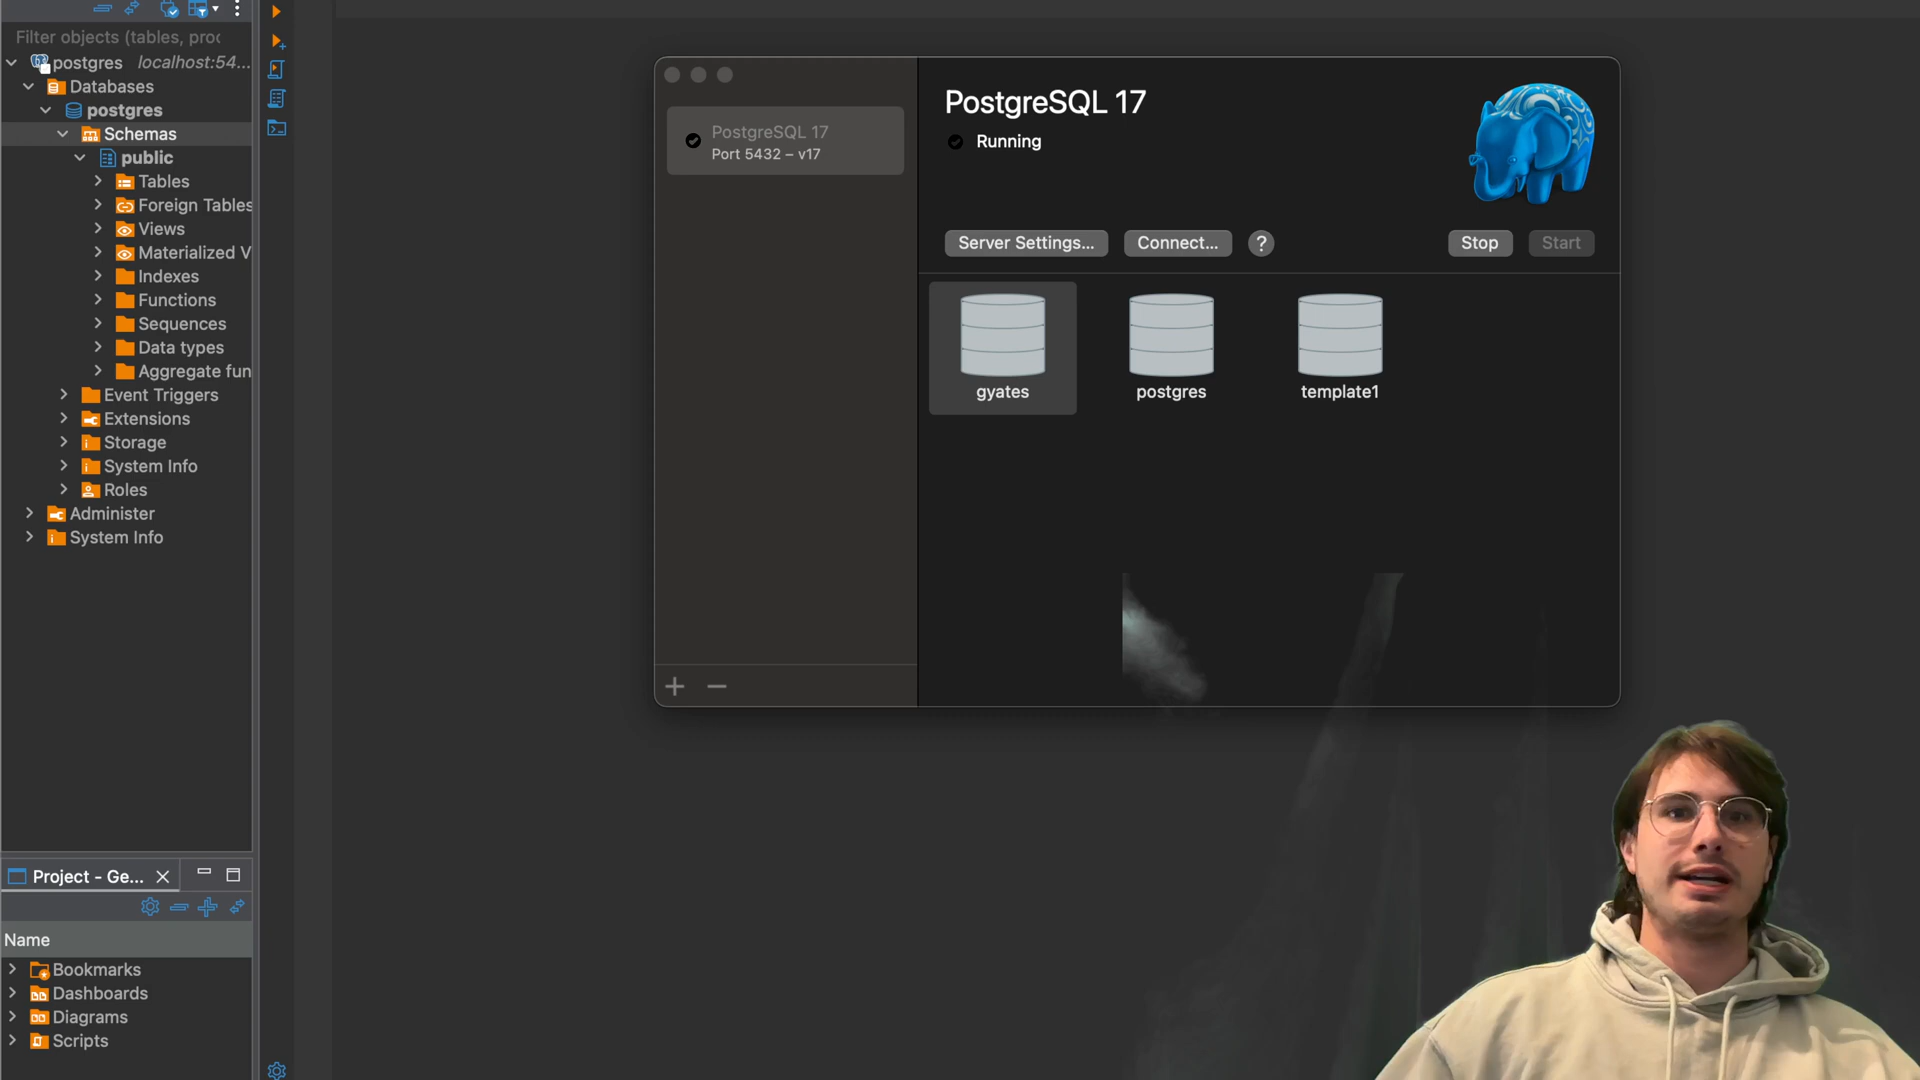 Filter objects (tables, proc
postgres localhost:54...
Databases
postgres
Schemas
public
Tables
Foreign Tables
Views
Materialized V
Indexes
Functions
Sequences
Data types
Aggregate fun
Event Triggers
Extensions
Storage
System Info
Roles
Administer
System Info
Project - Ge...
Name
Bookmarks
Dashboards
Diagrams
Scripts
PostgreSQL 17
Port 5432 – v17
PostgreSQL 17
Running
Server Settings...
Connect...
?
Stop
Start
gyates
postgres
template1